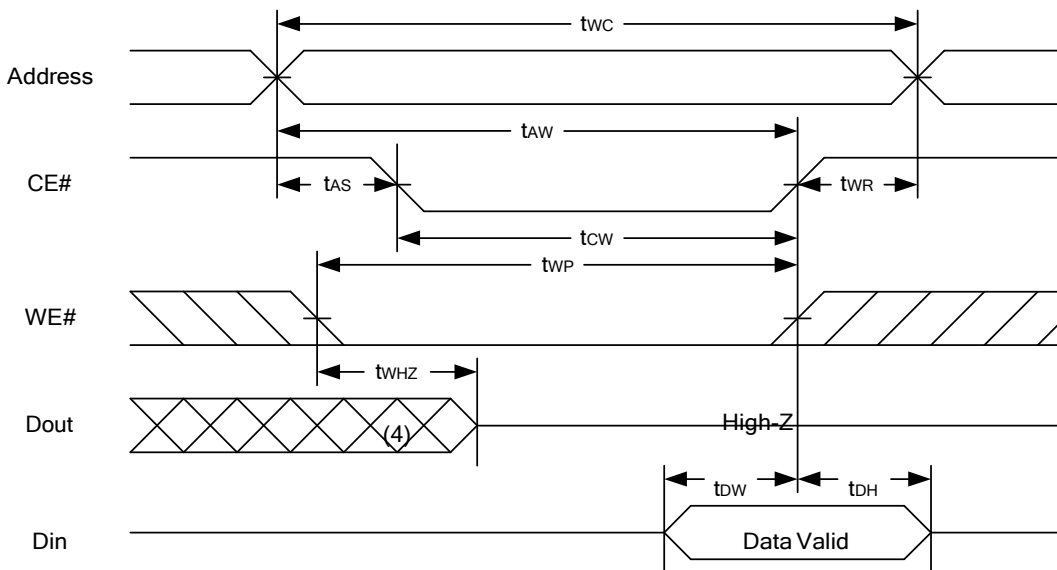 tWC
Address
tAW
CE#
tAS
tWR
tCW
tWP
WE#
tWHZ
Dout
(4)
High-Z
tDW
tDH
Din
Data Valid